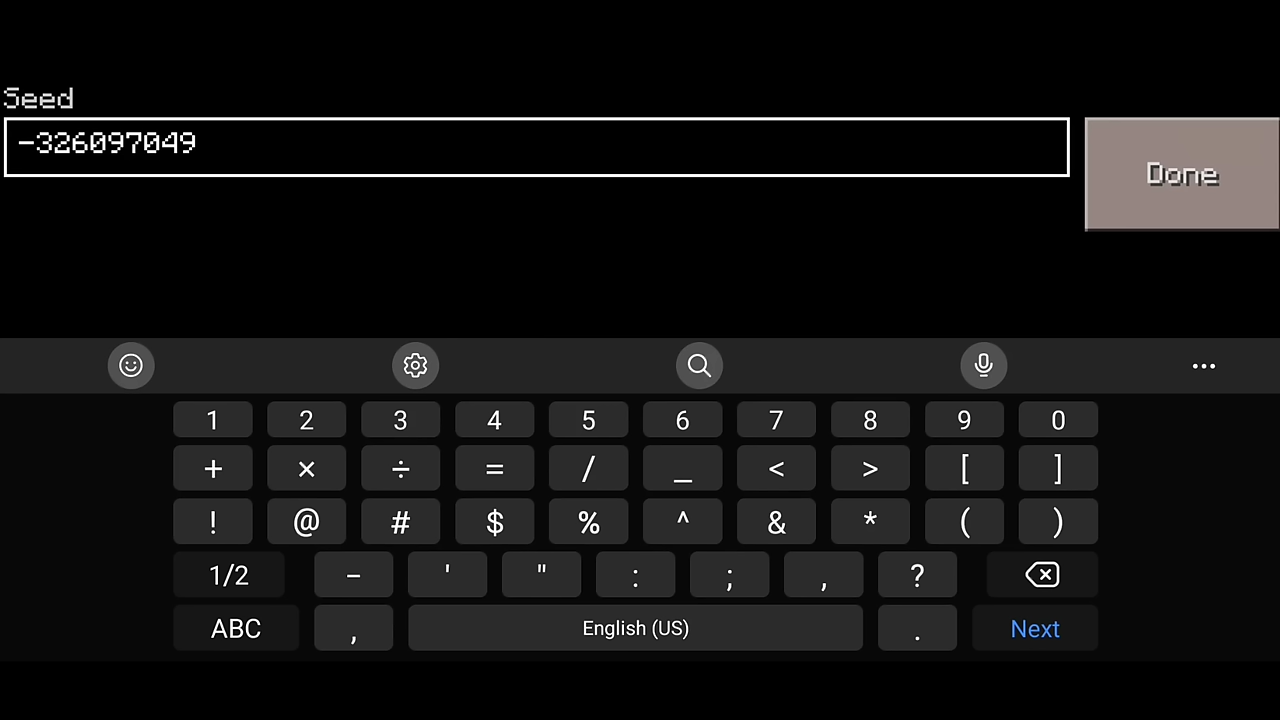 Seed
-326097049
Done
1 2 3 4 5 6 7 8 9 0
+ × ÷ = / _ < > [ ]
! @ # $ % ^ & * ( )
1/2 - ' " : ; , ?
ABC , English (US) . Next